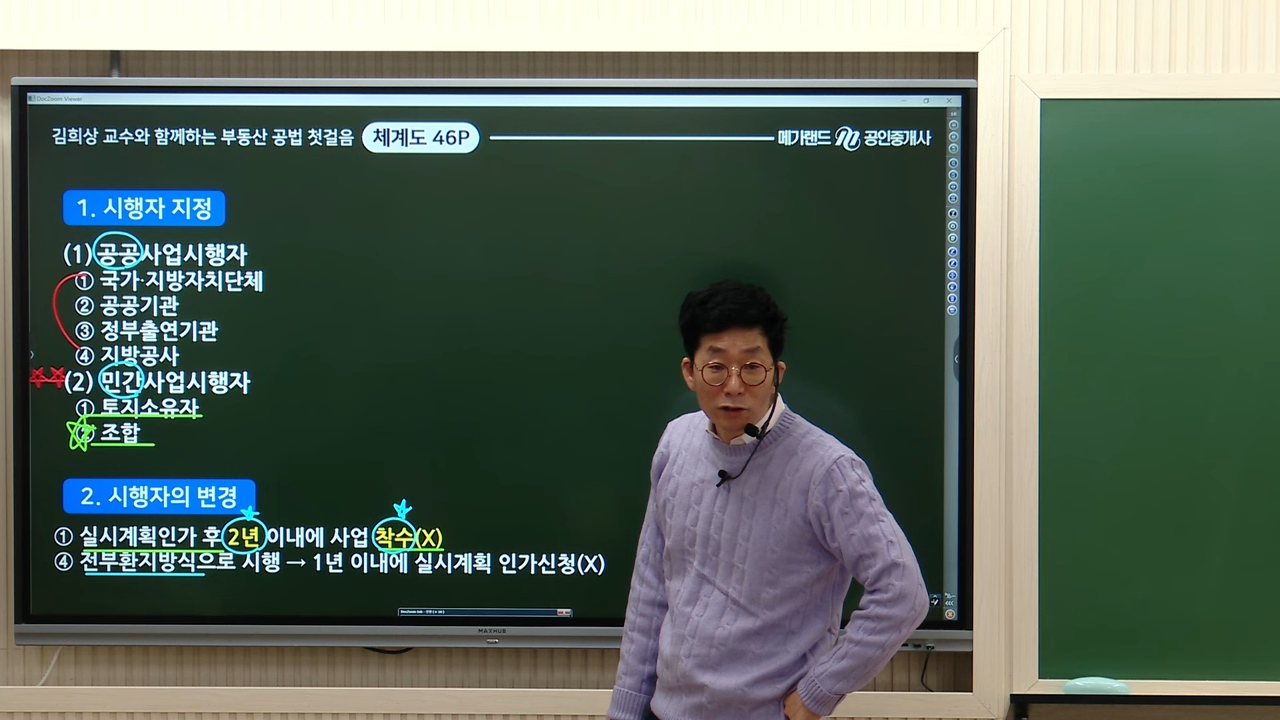 DocZoom Viewer
김희상 교수와 함께하는 부동산 공법 첫걸음 체계도 46P 메가랜드 공인중개사
1. 시행자 지정
(1) 공공사업시행자
① 국가·지방자치단체
② 공공기관
③ 정부출연기관
④ 지방공사
(2) 민간사업시행자
① 토지소유자
② 조합
2. 시행자의 변경
① 실시계획인가 후 2년 이내에 사업 착수(X)
④ 전부환지방식으로 시행 → 1년 이내에 실시계획 인가신청(X)
MAXHUB